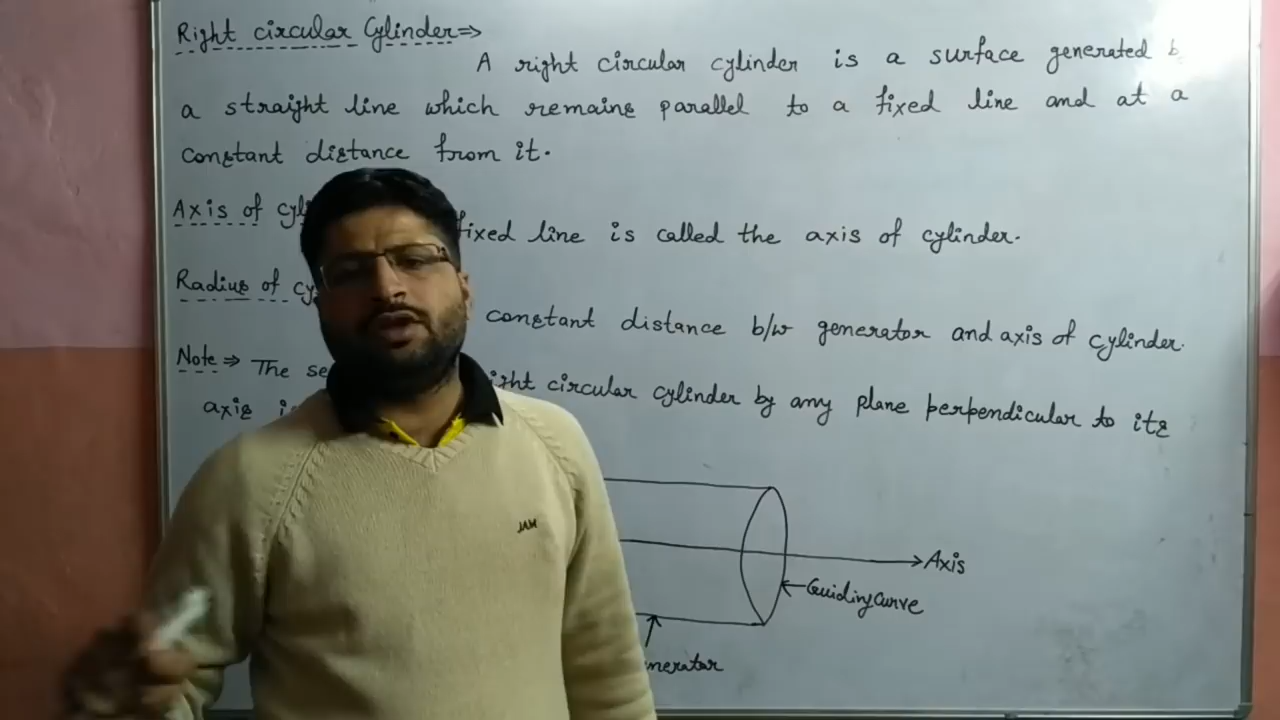 Right circular Cylinder⇒
A right circular cylinder is a surface generated b
a straight line which remains parallel to a fixed line and at a
constant distance from it.
Axis of cyl
fixed line is called the axis of cylinder.
Radius of cy
constant distance b/w generator and axis of cylinder.
Note ⇒ The se ight circular cylinder by any plane perpendicular to its
axis i
JAM
Axis
Guiding curve
nerator